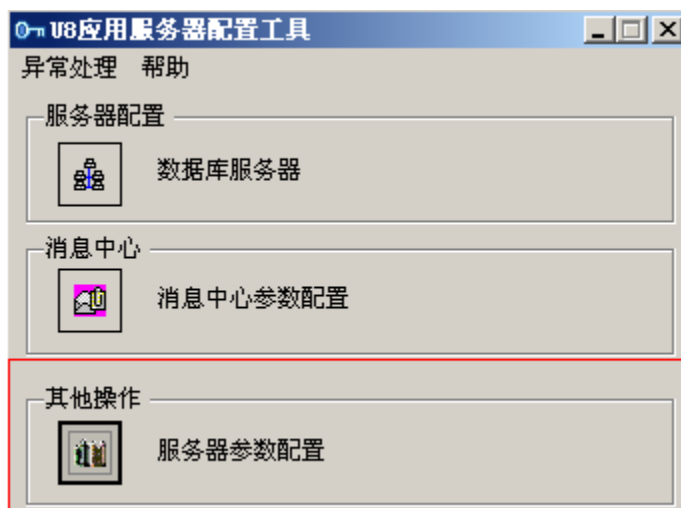 U8应用服务器配置工具
异常处理 帮助
服务器配置
数据库服务器
消息中心
消息中心参数配置
其他操作
服务器参数配置